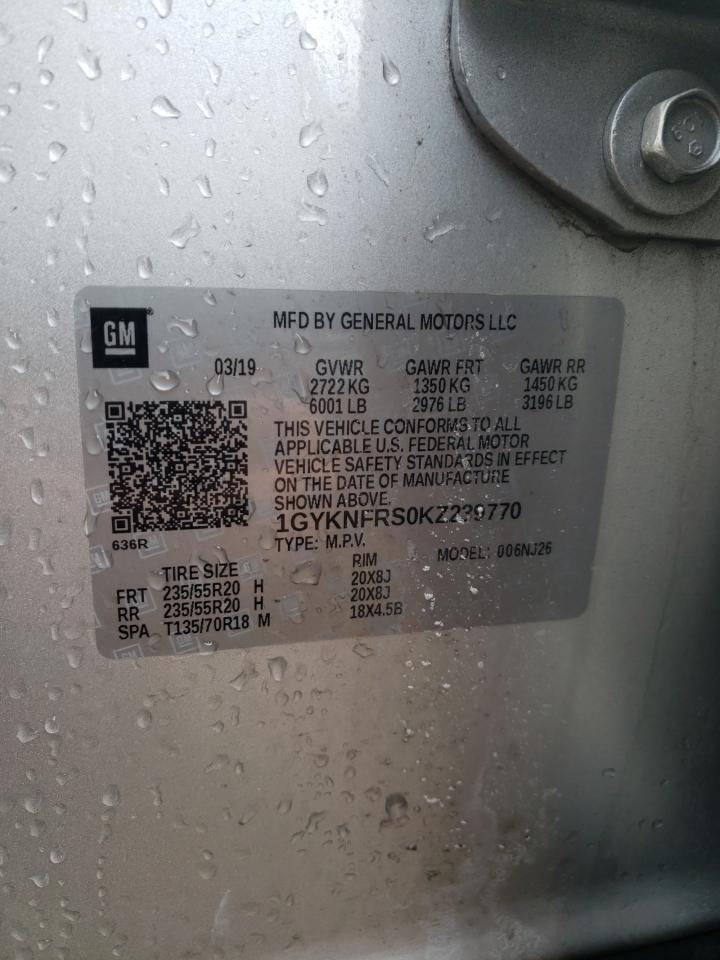 GM
MFD BY GENERAL MOTORS LLC
03/19 GVWR GAWR FRT GAWR RR
2722 KG 1350 KG 1450 KG
6001 LB 2976 LB 3196 LB
THIS VEHICLE CONFORMS TO ALL
APPLICABLE U.S. FEDERAL MOTOR
VEHICLE SAFETY STANDARDS IN EFFECT
ON THE DATE OF MANUFACTURE
SHOWN ABOVE.
1GYKNFRS0KZ239770
636R
TYPE: M.P.V. MODEL: 006NJ26
TIRE SIZE RIM
FRT 235/55R20 H 20X8J
RR 235/55R20 H 20X8J
SPA T135/70R18 M 18X4.5B